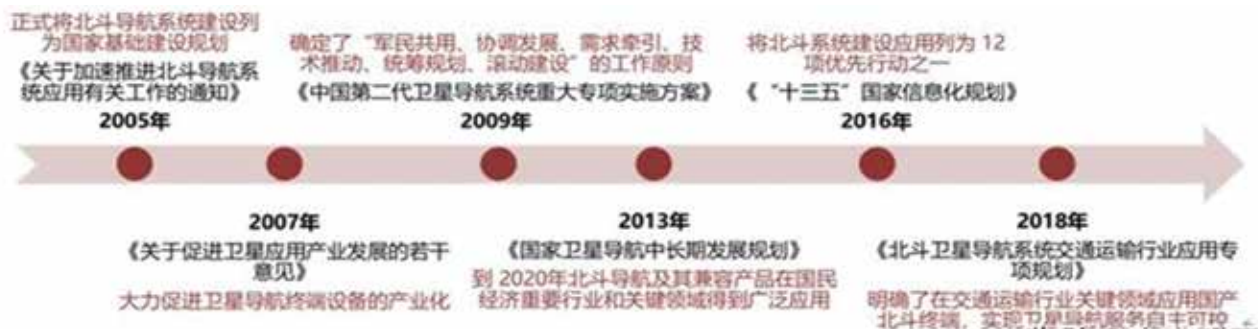 正式将北斗导航系统建设列
为国家基础建设规划
《关于加速推进北斗导航系
统应用有关工作的通知》
2005年
确定了“军民共用、协调发展、需求牵引、技
术推动、统筹规划、滚动建设”的工作原则
《中国第二代卫星导航系统重大专项实施方案》
2009年
将北斗系统建设应用列为 12
项优先行动之一
《“十三五”国家信息化规划》
2016年
2007年
《关于促进卫星应用产业发展的若干
意见》
大力促进卫星导航终端设备的产业化
2013年
《国家卫星导航中长期发展规划》
到 2020年北斗导航及其兼容产品在国民
经济重要行业和关键领域得到广泛应用
2018年
《北斗卫星导航系统交通运输行业应用专
项规划》
明确了在交通运输行业关键领域应用国产
北斗终端，实现卫星导航服务自主可控